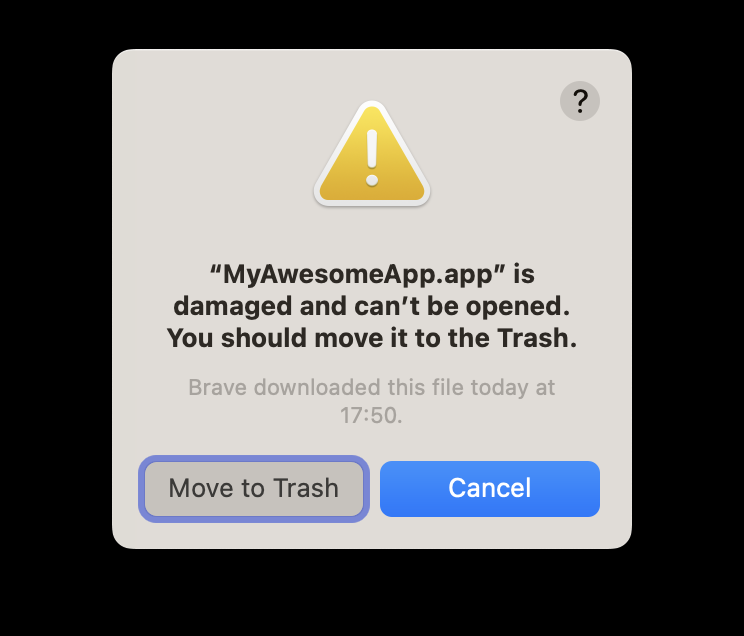 ?
“MyAwesomeApp.app” is
damaged and can’t be opened.
You should move it to the Trash.
Brave downloaded this file today at
17:50.
Move to Trash
Cancel